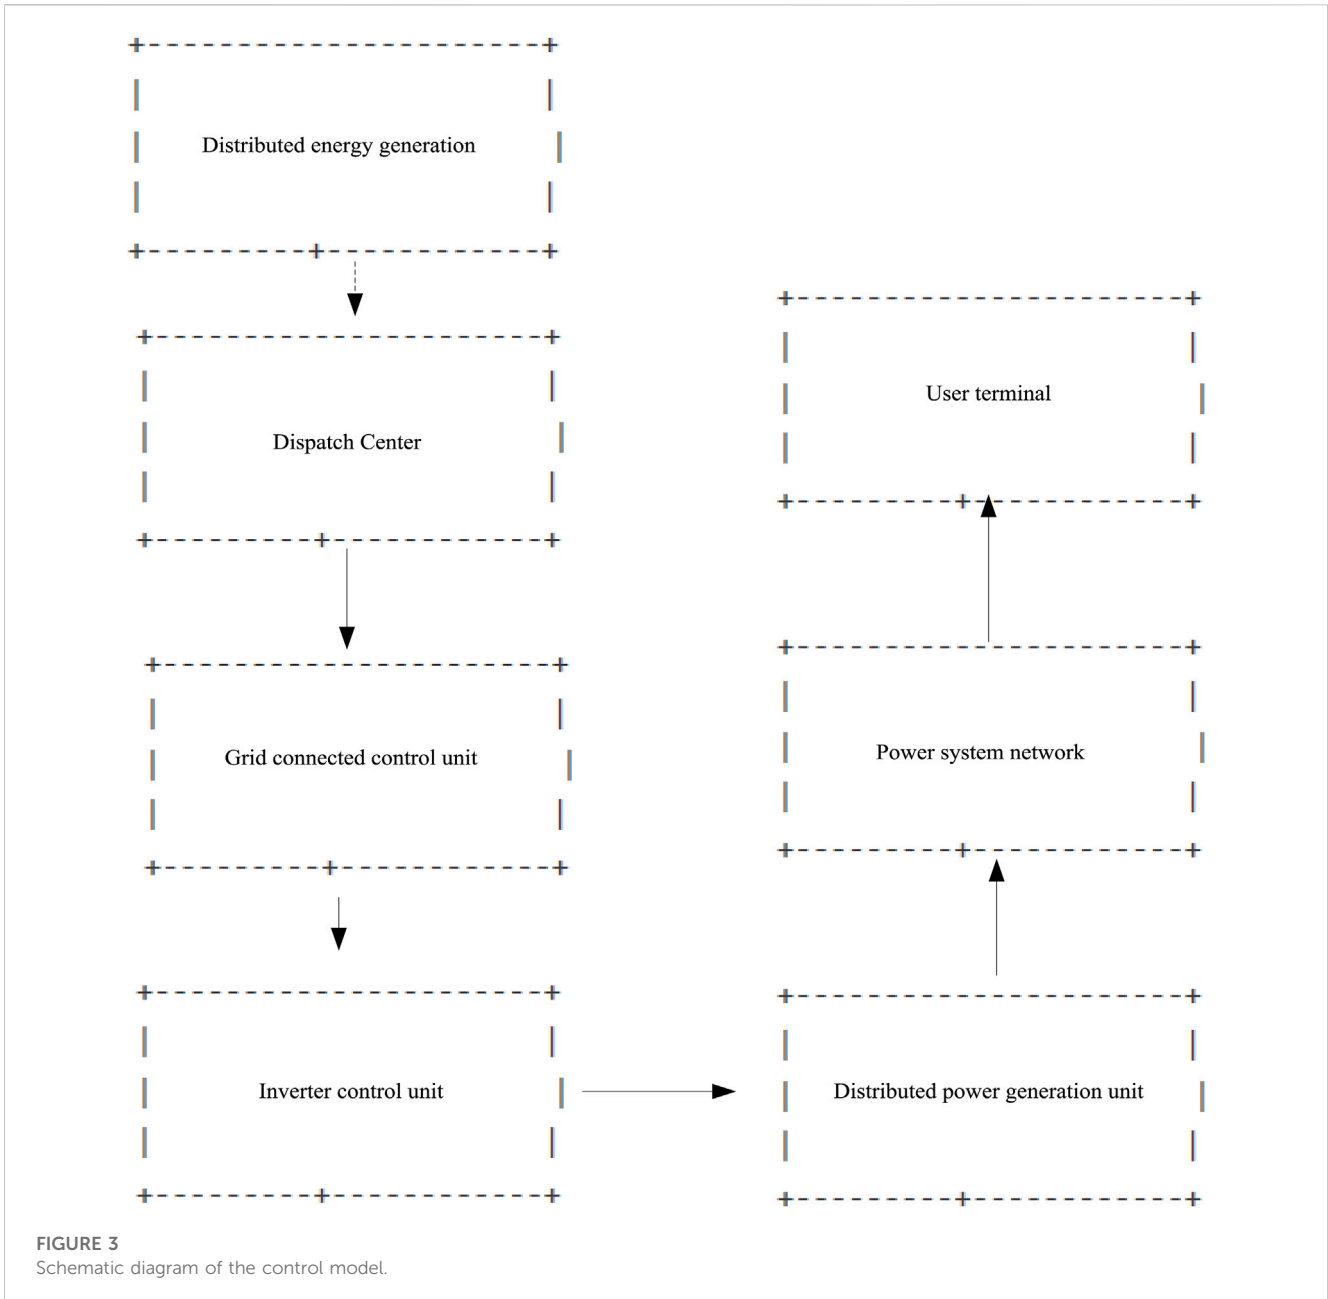 Distributed energy generation
Dispatch Center
Grid connected control unit
Inverter control unit
User terminal
Power system network
Distributed power generation unit
FIGURE 3
Schematic diagram of the control model.